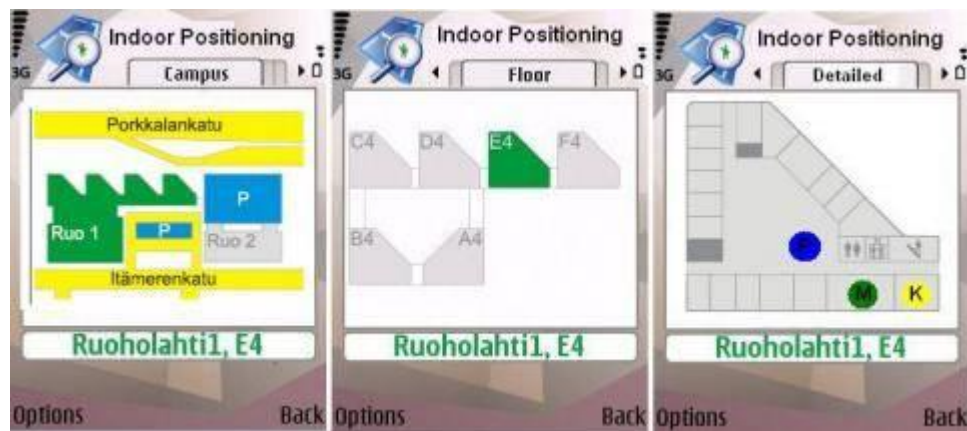 Indoor Positioning
3G
Campus
Porkkalankatu
P
P
Ruo 1
Ruo 2
Itämerenkatu
Ruoholahti1, E4
Options
Back
Indoor Positioning
3G
Floor
C4
D4
E4
F4
B4
A4
Ruoholahti1, E4
Options
Back
Indoor Positioning
3G
Detailed
M
K
Ruoholahti1, E4
Options
Back